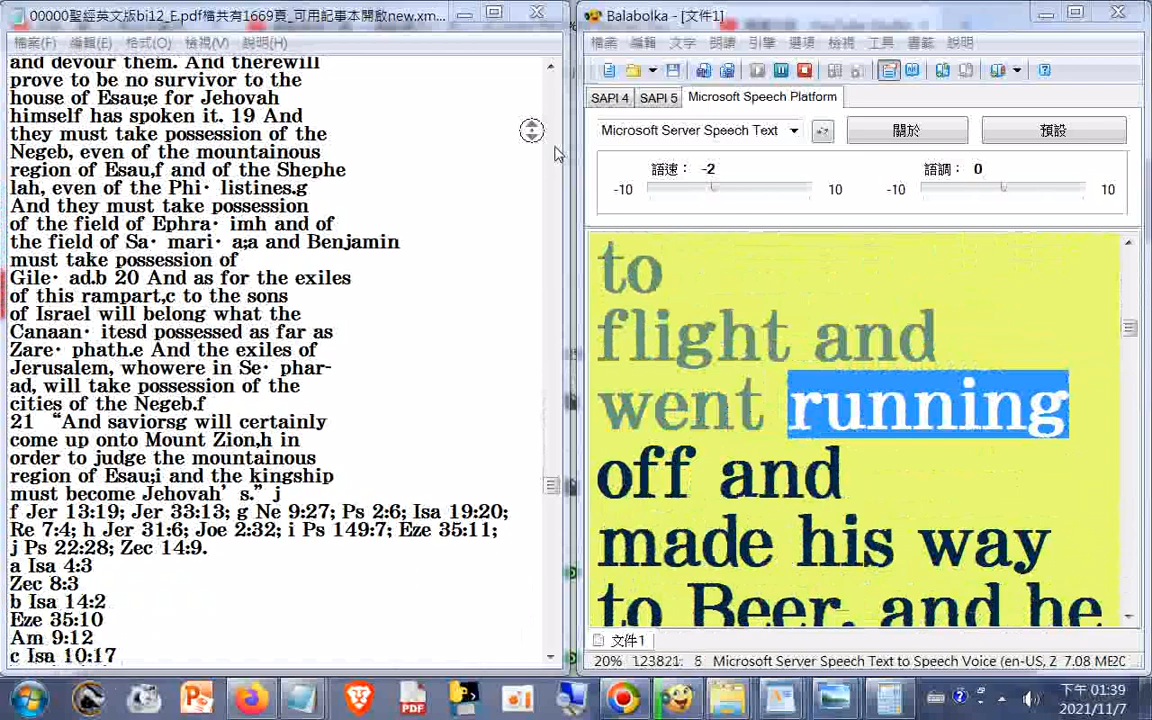 00000聖經英文版bi12_E.pdf檔共有1669頁_可用記事本開啟new.xm...
檔案(F) 編輯(E) 格式(O) 檢視(V) 說明(H)
and devour them. And therewill
prove to be no survivor to the
house of Esau;e for Jehovah
himself has spoken it. 19 And
they must take possession of the
Negeb, even of the mountainous
region of Esau,f and of the Shephe
lah, even of the Phi· listines.g
And they must take possession
of the field of Ephra· imh and of
the field of Sa· mari· a;a and Benjamin
must take possession of
Gile· ad.b 20 And as for the exiles
of this rampart,c to the sons
of Israel will belong what the
Canaan· itesd possessed as far as
Zare· phath.e And the exiles of
Jerusalem, whowere in Se· phar-
ad, will take possession of the
cities of the Negeb.f
21 “And saviorsg will certainly
come up onto Mount Zion,h in
order to judge the mountainous
region of Esau;i and the kingship
must become Jehovah’ s.” j
f Jer 13:19; Jer 33:13; g Ne 9:27; Ps 2:6; Isa 19:20;
Re 7:4; h Jer 31:6; Joe 2:32; i Ps 149:7; Eze 35:11;
j Ps 22:28; Zec 14:9.
a Isa 4:3
Zec 8:3
b Isa 14:2
Eze 35:10
Am 9:12
c Isa 10:17
Balabolka - [文件1]
檔案 編輯 文字 朗讀 引擎 選項 檢視 工具 書籤 說明
SAPI 4 SAPI 5 Microsoft Speech Platform
Microsoft Server Speech Text 關於 預設
語速： -2 語調： 0
-10 10 -10 10
to
flight and
went running
off and
made his way
to Beer, and he
文件1
20% 123821: 6 Microsoft Server Speech Text to Speech Voice (en-US, Z 7.08 ME
PDF
下午 01:39
2021/11/7